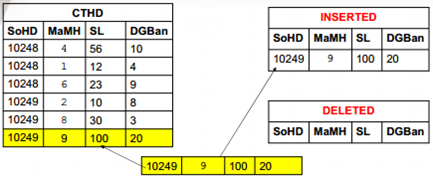 CTHD
SoHD MaMH SL DGBan
10248 4 56 10
10248 1 12 4
10248 6 23 9
10249 2 10 8
10249 8 30 3
10249 9 100 20
INSERTED
SoHD MaMH SL DGBan
10249 9 100 20
DELETED
SoHD MaMH SL DGBan
10249 9 100 20